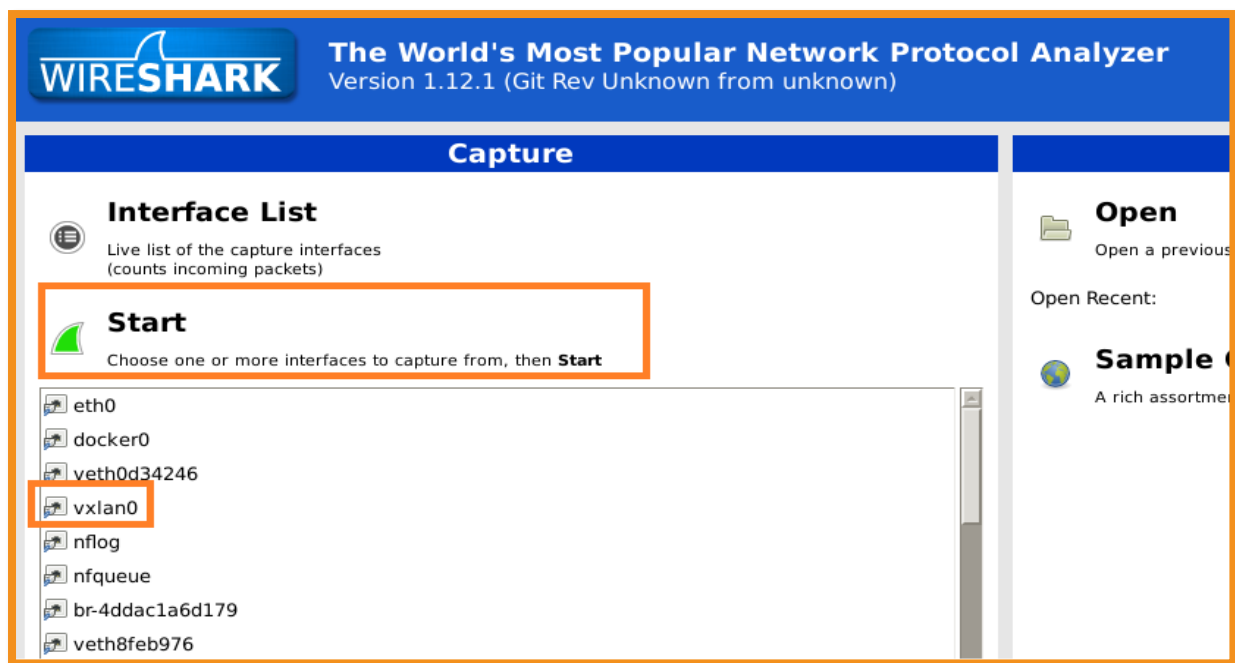 WIRESHARK
The World's Most Popular Network Protocol Analyzer
Version 1.12.1 (Git Rev Unknown from unknown)
Capture
Interface List
Live list of the capture interfaces
(counts incoming packets)
Start
Choose one or more interfaces to capture from, then Start
eth0
docker0
veth0d34246
vxlan0
nflog
nfqueue
br-4ddac1a6d179
veth8feb976
Open
Open a previous
Open Recent:
Sample
A rich